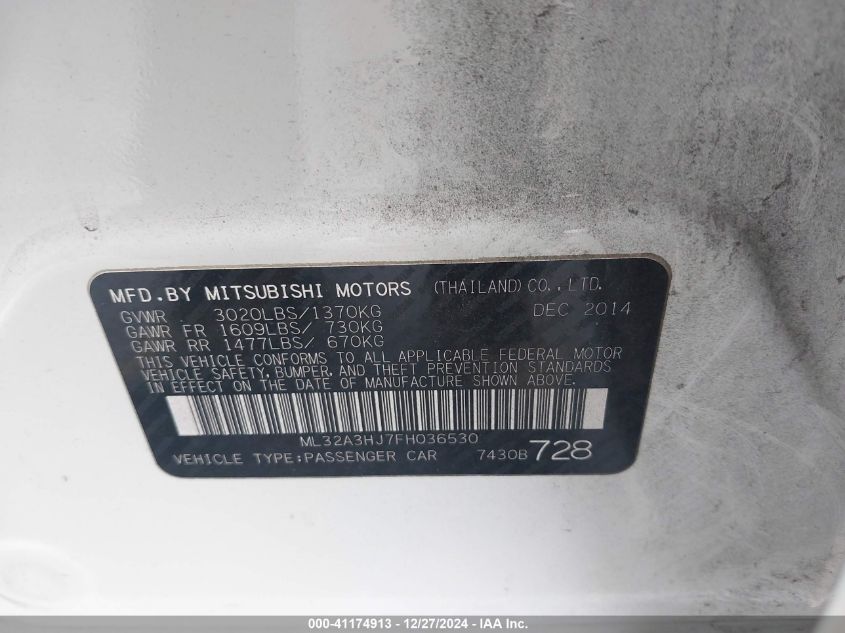 MFD.BY MITSUBISHI MOTORS (THAILAND) CO., LTD.
GVWR 3020LBS/1370KG DEC 2014
GAWR FR 1609LBS/ 730KG
GAWR RR 1477LBS/ 670KG
THIS VEHICLE CONFORMS TO ALL APPLICABLE FEDERAL MOTOR
VEHICLE SAFETY, BUMPER, AND THEFT PREVENTION STANDARDS
IN EFFECT ON THE DATE OF MANUFACTURE SHOWN ABOVE.
ML32A3HJ7FH036530
VEHICLE TYPE:PASSENGER CAR 7430B 728
000-41174913 - 12/27/2024 - IAA Inc.